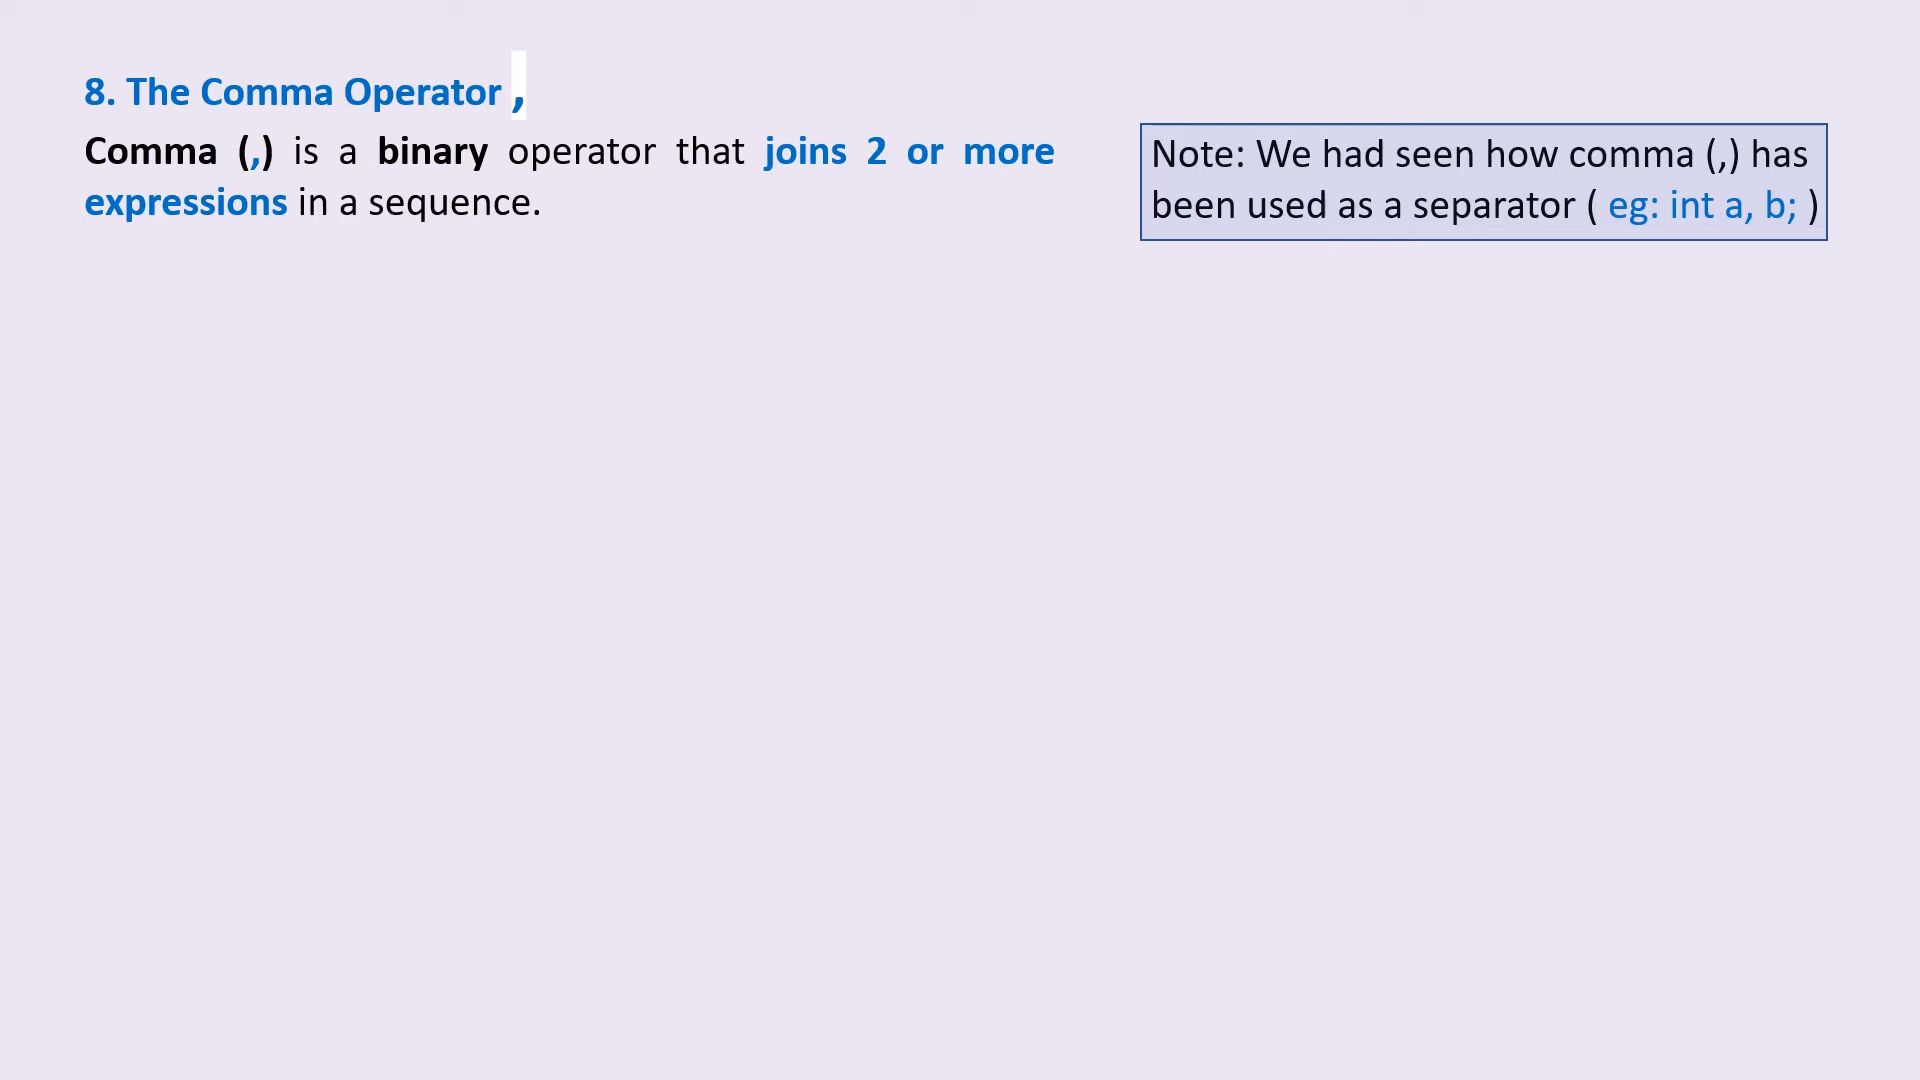 8. The Comma Operator ,
Comma (,) is a binary operator that joins 2 or more
expressions in a sequence.
Note: We had seen how comma (,) has
been used as a separator ( eg: int a, b; )